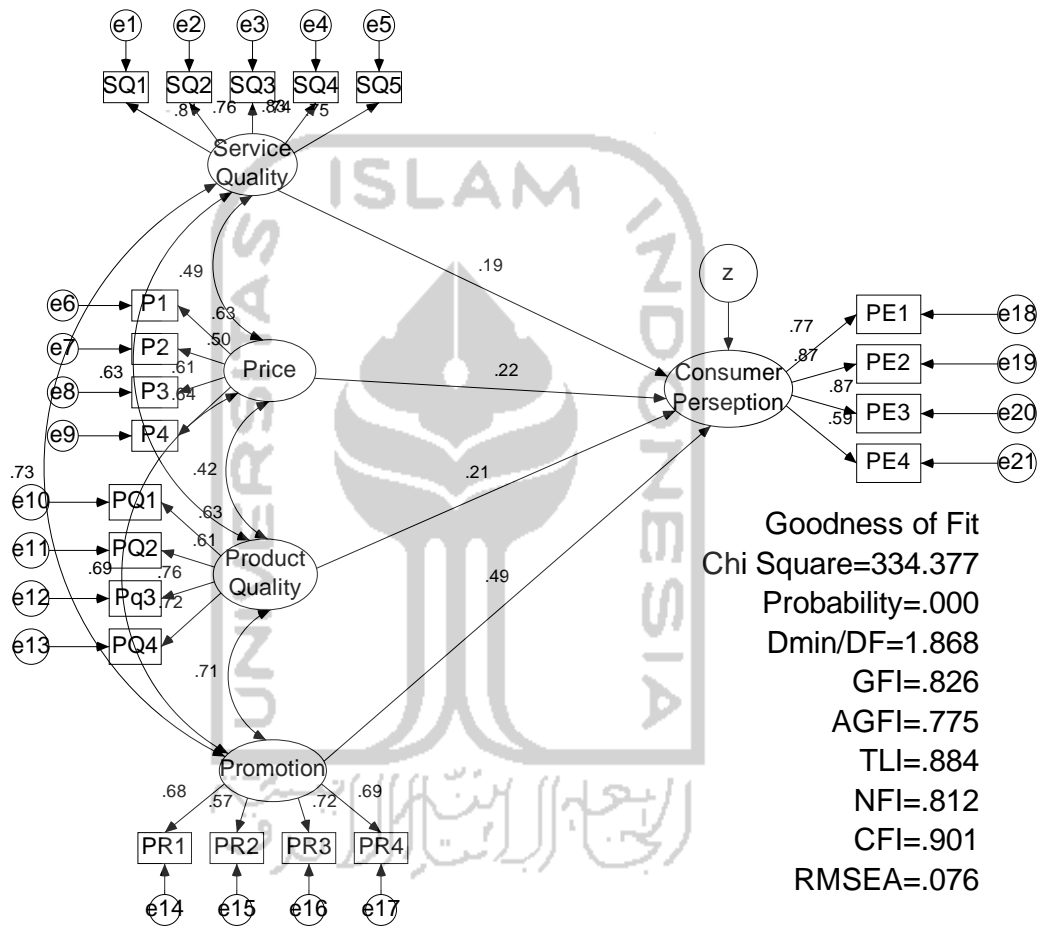 e1 e2 e3 e4 e5
SQ1 SQ2 SQ3 SQ4 SQ5
.76 .83 .74 .75
Service
Quality
ISLAM
UNIVERSITAS
INDONESIA
.49
.19
z
e6 P1
.63
e7 P2
.50
e8 P3
.61
.63
e9 P4
.64
Price
.22
Consumer
Perseption
.77
PE1 e18
.87
PE2 e19
.87
PE3 e20
.59
PE4 e21
.73
.42
.21
e10 PQ1
.63
e11 PQ2
.61
e12 Pq3
.69 .76
e13 PQ4
.72
Product
Quality
.49
.71
Promotion
.68 .57 .72 .69
PR1 PR2 PR3 PR4
e14 e15 e16 e17
Goodness of Fit
Chi Square=334.377
Probability=.000
Dmin/DF=1.868
GFI=.826
AGFI=.775
TLI=.884
NFI=.812
CFI=.901
RMSEA=.076